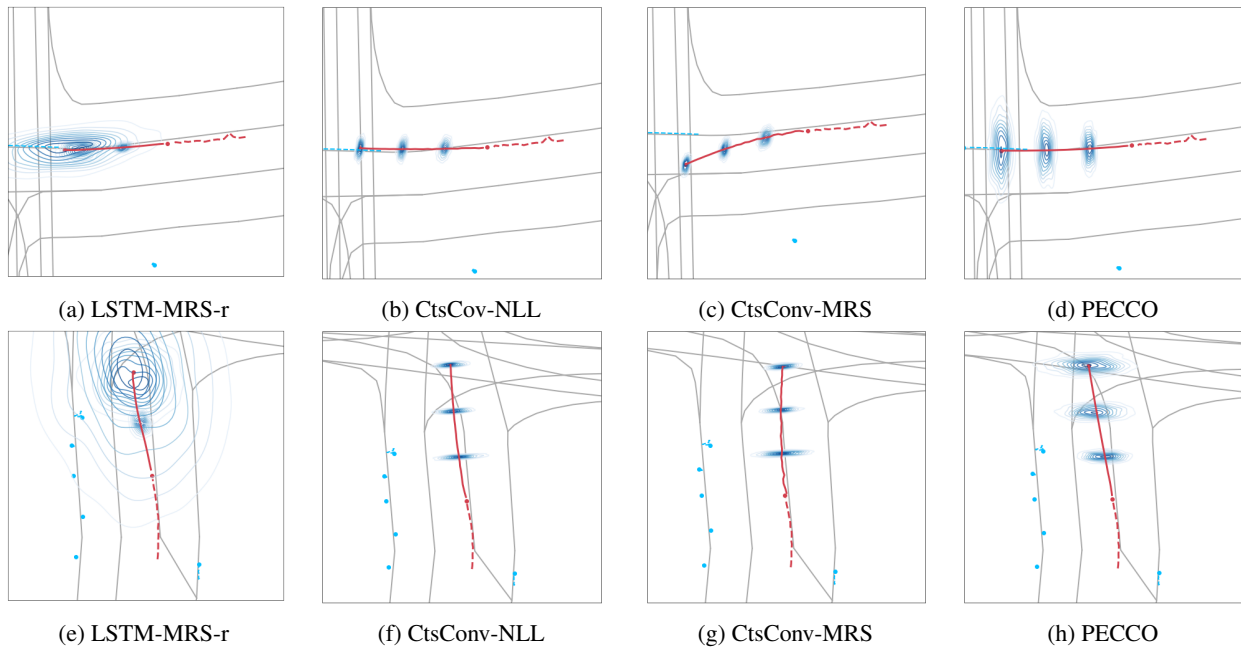 (a) LSTM-MRS-r
(b) CtsCov-NLL
(c) CtsConv-MRS
(d) PECCO
(e) LSTM-MRS-r
(f) CtsConv-NLL
(g) CtsConv-MRS
(h) PECCO